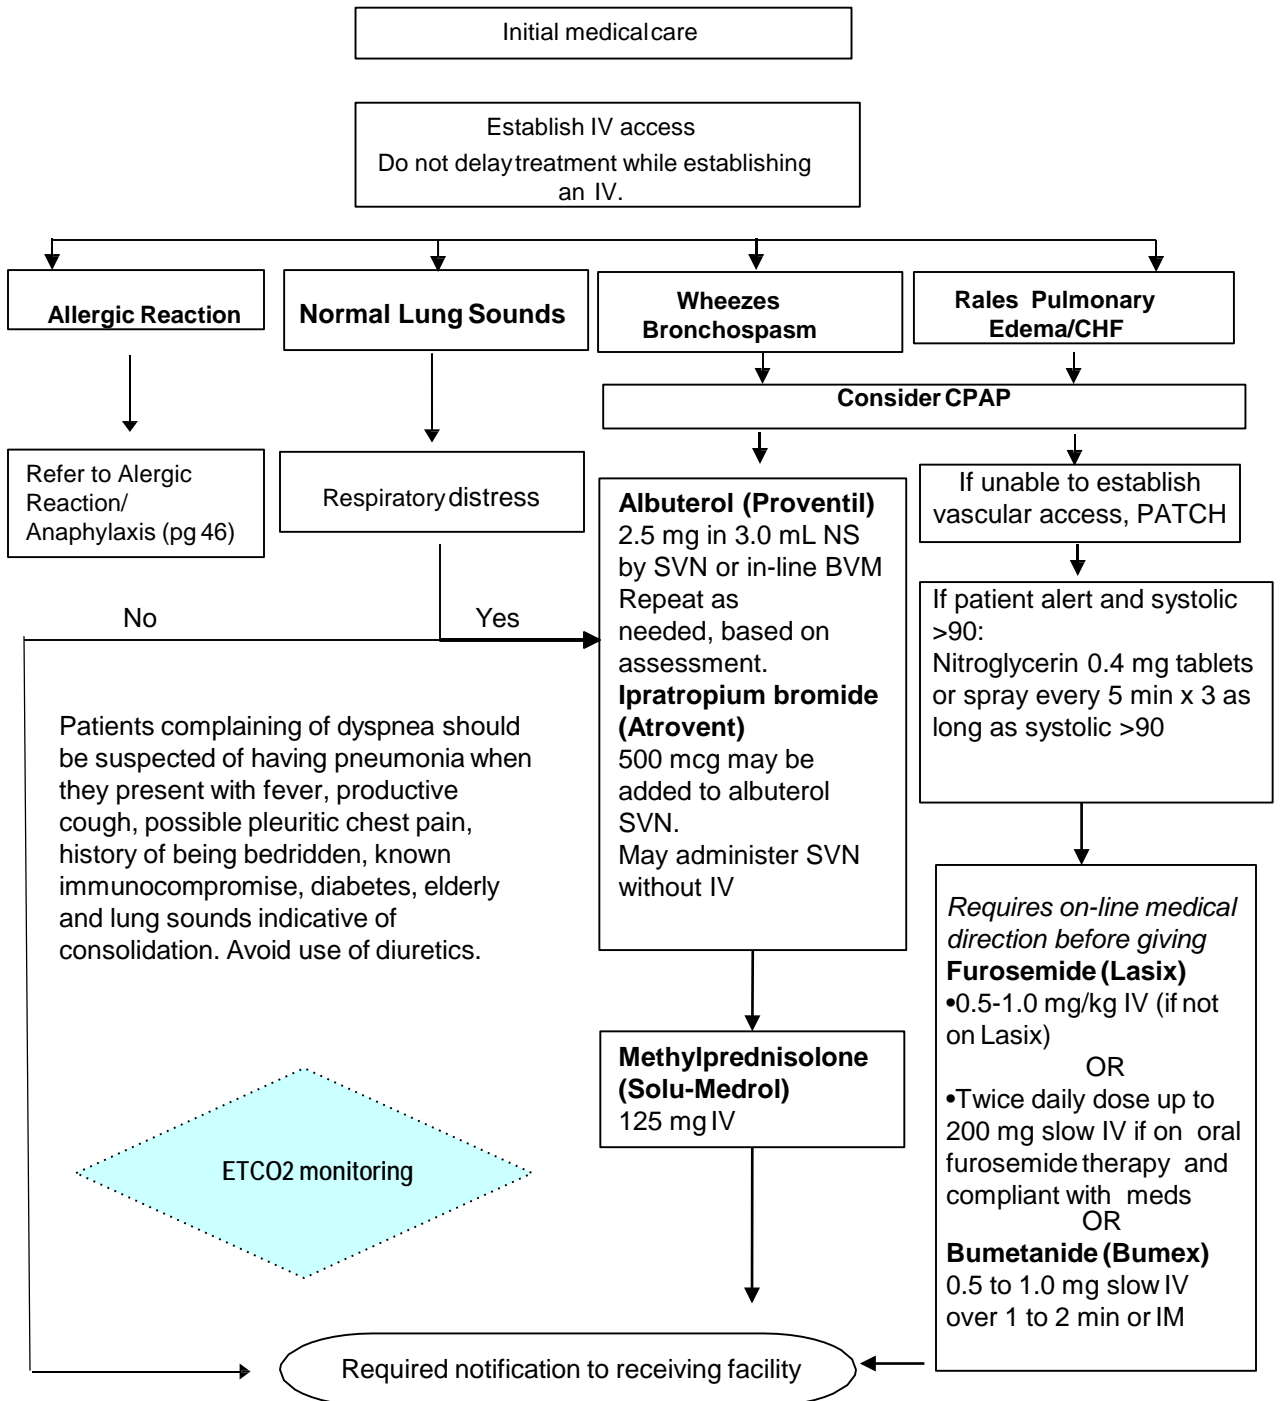 Initial medical care
Establish IV access
Do not delay treatment while establishing
an IV.
Allergic Reaction
Normal Lung Sounds
Wheezes
Bronchospasm
Rales Pulmonary
Edema/CHF
Consider CPAP
Refer to Alergic
Reaction/
Anaphylaxis (pg 46)
Respiratory distress
No
Yes
Albuterol (Proventil)
2.5 mg in 3.0 mL NS
by SVN or in-line BVM
Repeat as
needed, based on
assessment.
Ipratropium bromide
(Atrovent)
500 mcg may be
added to albuterol
SVN.
May administer SVN
without IV
If unable to establish
vascular access, PATCH
If patient alert and systolic
>90:
Nitroglycerin 0.4 mg tablets
or spray every 5 min x 3 as
long as systolic >90
Patients complaining of dyspnea should
be suspected of having pneumonia when
they present with fever, productive
cough, possible pleuritic chest pain,
history of being bedridden, known
immunocompromise, diabetes, elderly
and lung sounds indicative of
consolidation. Avoid use of diuretics.
Methylprednisolone
(Solu-Medrol)
125 mg IV
Requires on-line medical
direction before giving
Furosemide (Lasix)
•0.5-1.0 mg/kg IV (if not
on Lasix)
OR
•Twice daily dose up to
200 mg slow IV if on oral
furosemide therapy and
compliant with meds
OR
Bumetanide (Bumex)
0.5 to 1.0 mg slow IV
over 1 to 2 min or IM
ETCO2 monitoring
Required notification to receiving facility